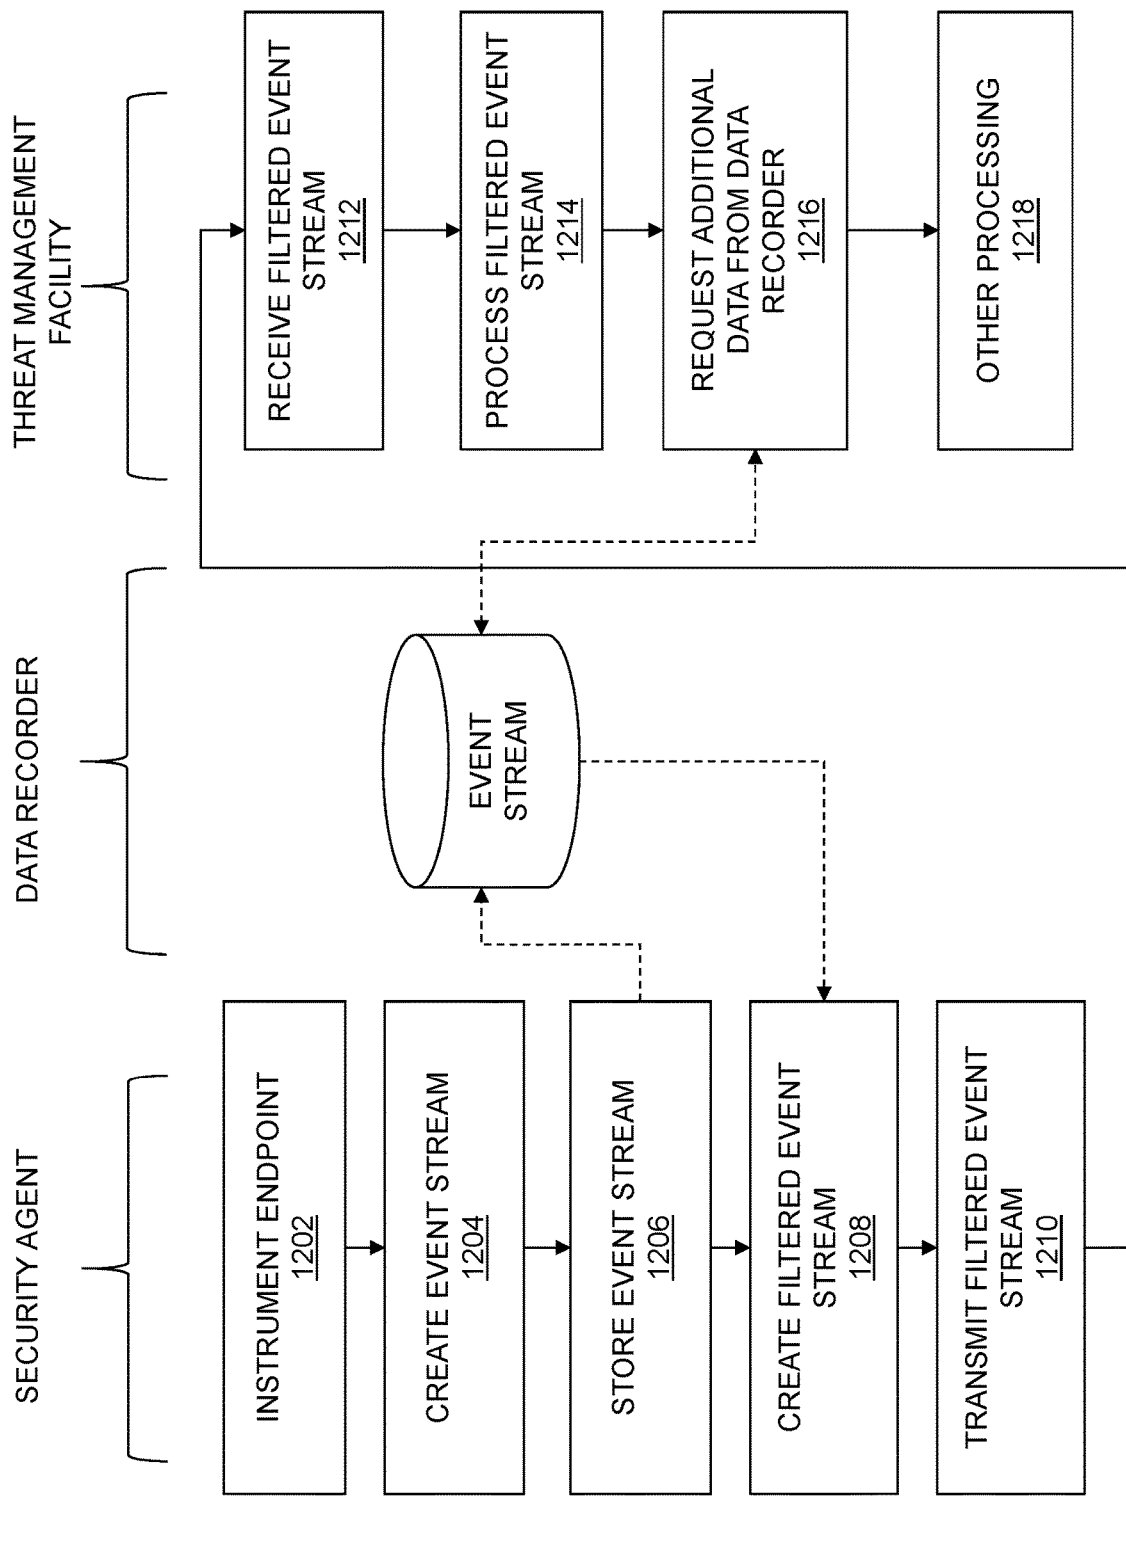 SECURITY AGENT
INSTRUMENT ENDPOINT
1202
CREATE EVENT STREAM
1204
STORE EVENT STREAM
1206
CREATE FILTERED EVENT
STREAM
1208
TRANSMIT FILTERED EVENT
STREAM
1210
DATA RECORDER
EVENT
STREAM
THREAT MANAGEMENT
FACILITY
RECEIVE FILTERED EVENT
STREAM
1212
PROCESS FILTERED EVENT
STREAM
1214
REQUEST ADDITIONAL
DATA FROM DATA
RECORDER
1216
OTHER PROCESSING
1218